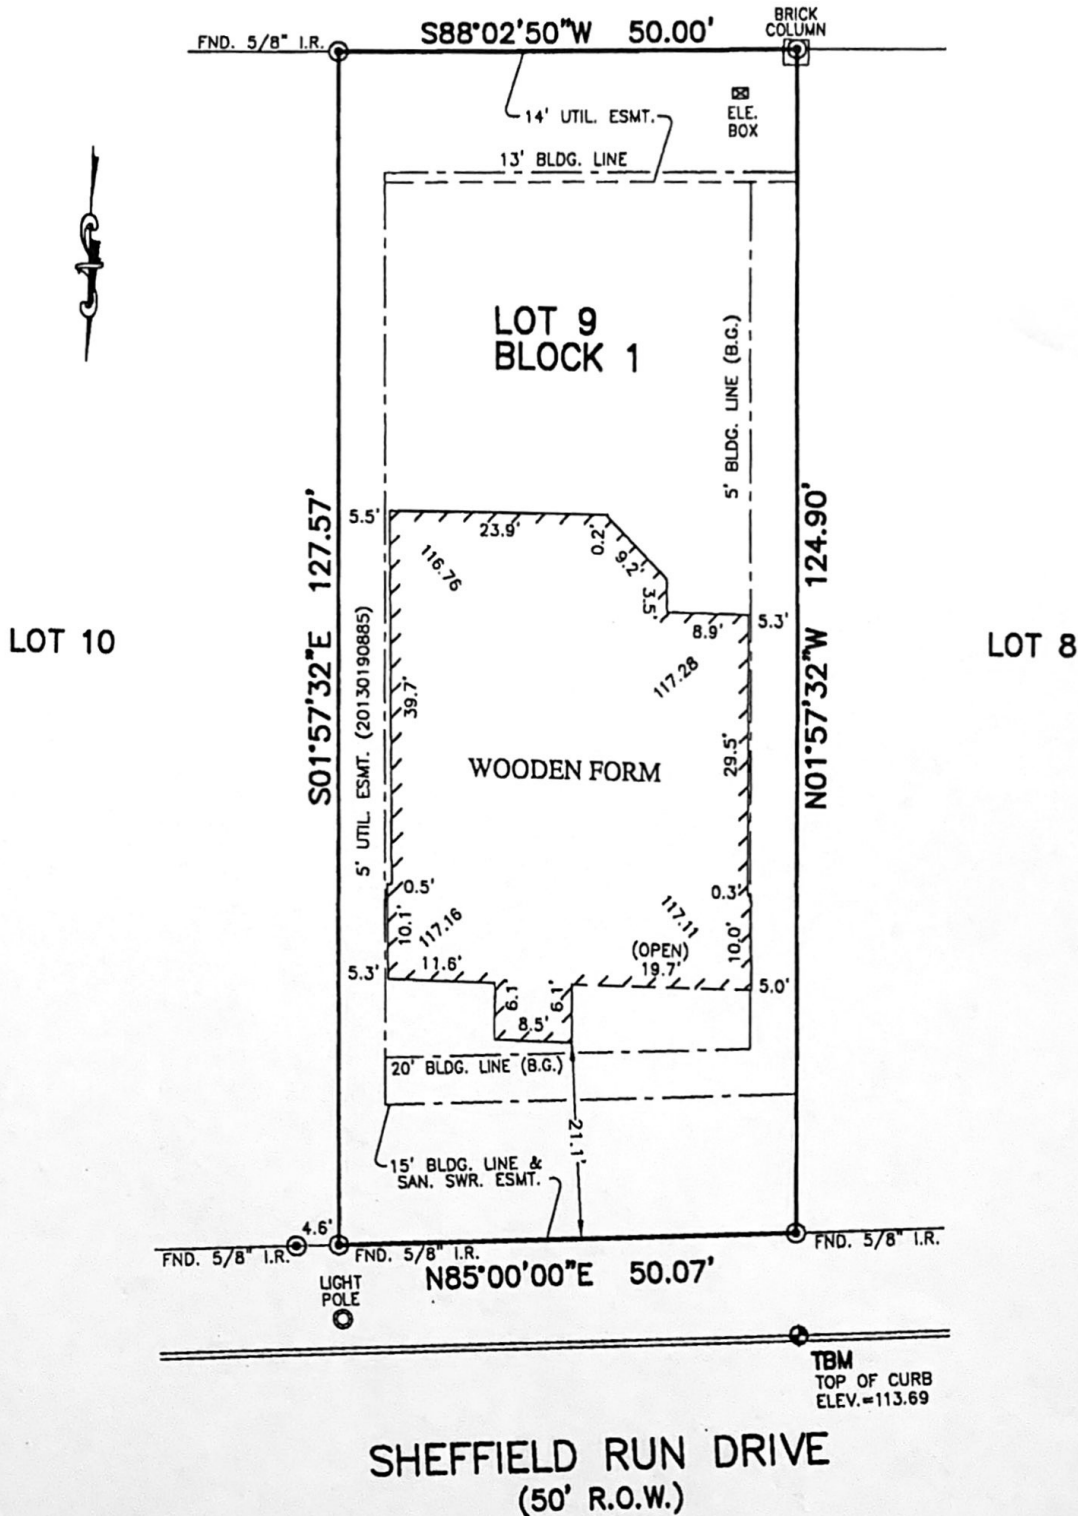 S88°02'50"W 50.00'
BRICK
COLUMN
FND. 5/8" I.R.
14' UTIL. ESMT.
ELE.
BOX
13' BLDG. LINE
LOT 9
BLOCK 1
5' BLDG. LINE (B.G.)
S01°57'32"E 127.57'
N01°57'32"W 124.90'
5.5'
23.9'
0.2'
9.2'
116.76
3.5'
8.9'
5.3'
LOT 10
LOT 8
5' UTIL. ESMT. (20130190885)
39.7'
117.28
29.5'
WOODEN FORM
0.5'
0.3'
10.1'
117.16
117.11
10.0'
(OPEN)
5.3'
11.6'
19.7'
5.0'
6.1'
6.1'
8.5'
20' BLDG. LINE (B.G.)
21.1'
15' BLDG. LINE &
SAN. SWR. ESMT.
4.6'
FND. 5/8" I.R.
FND. 5/8" I.R.
FND. 5/8" I.R.
N85°00'00"E 50.07'
LIGHT
POLE
TBM
TOP OF CURB
ELEV.=113.69
SHEFFIELD RUN DRIVE
(50' R.O.W.)